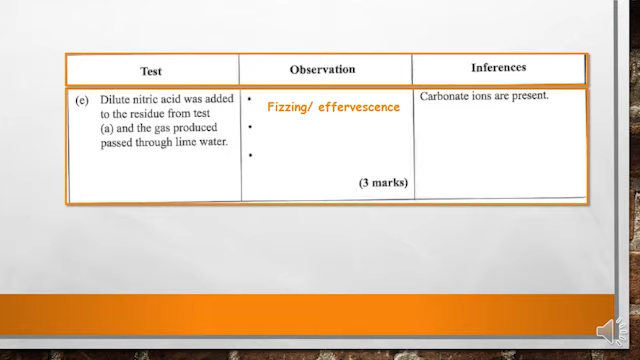 Test
Observation
Inferences
(e) Dilute nitric acid was added
to the residue from test
(a) and the gas produced
passed through lime water.
•
Fizzing/ effervescence
•
•
(3 marks)
Carbonate ions are present.